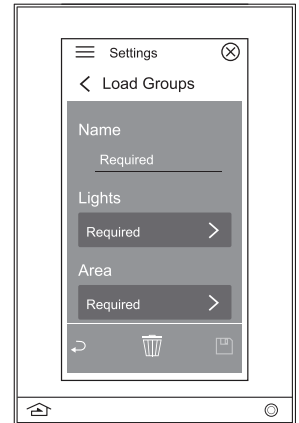 Settings
Load Groups
Name
Required
Lights
Required
Area
Required